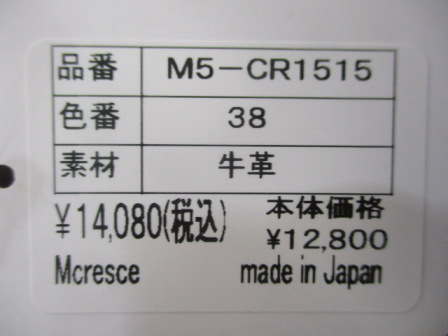 品番 M5-CR1515
色番 38
素材 牛革
¥14,080(税込) 本体価格
¥12,800
Mcresce made in Japan